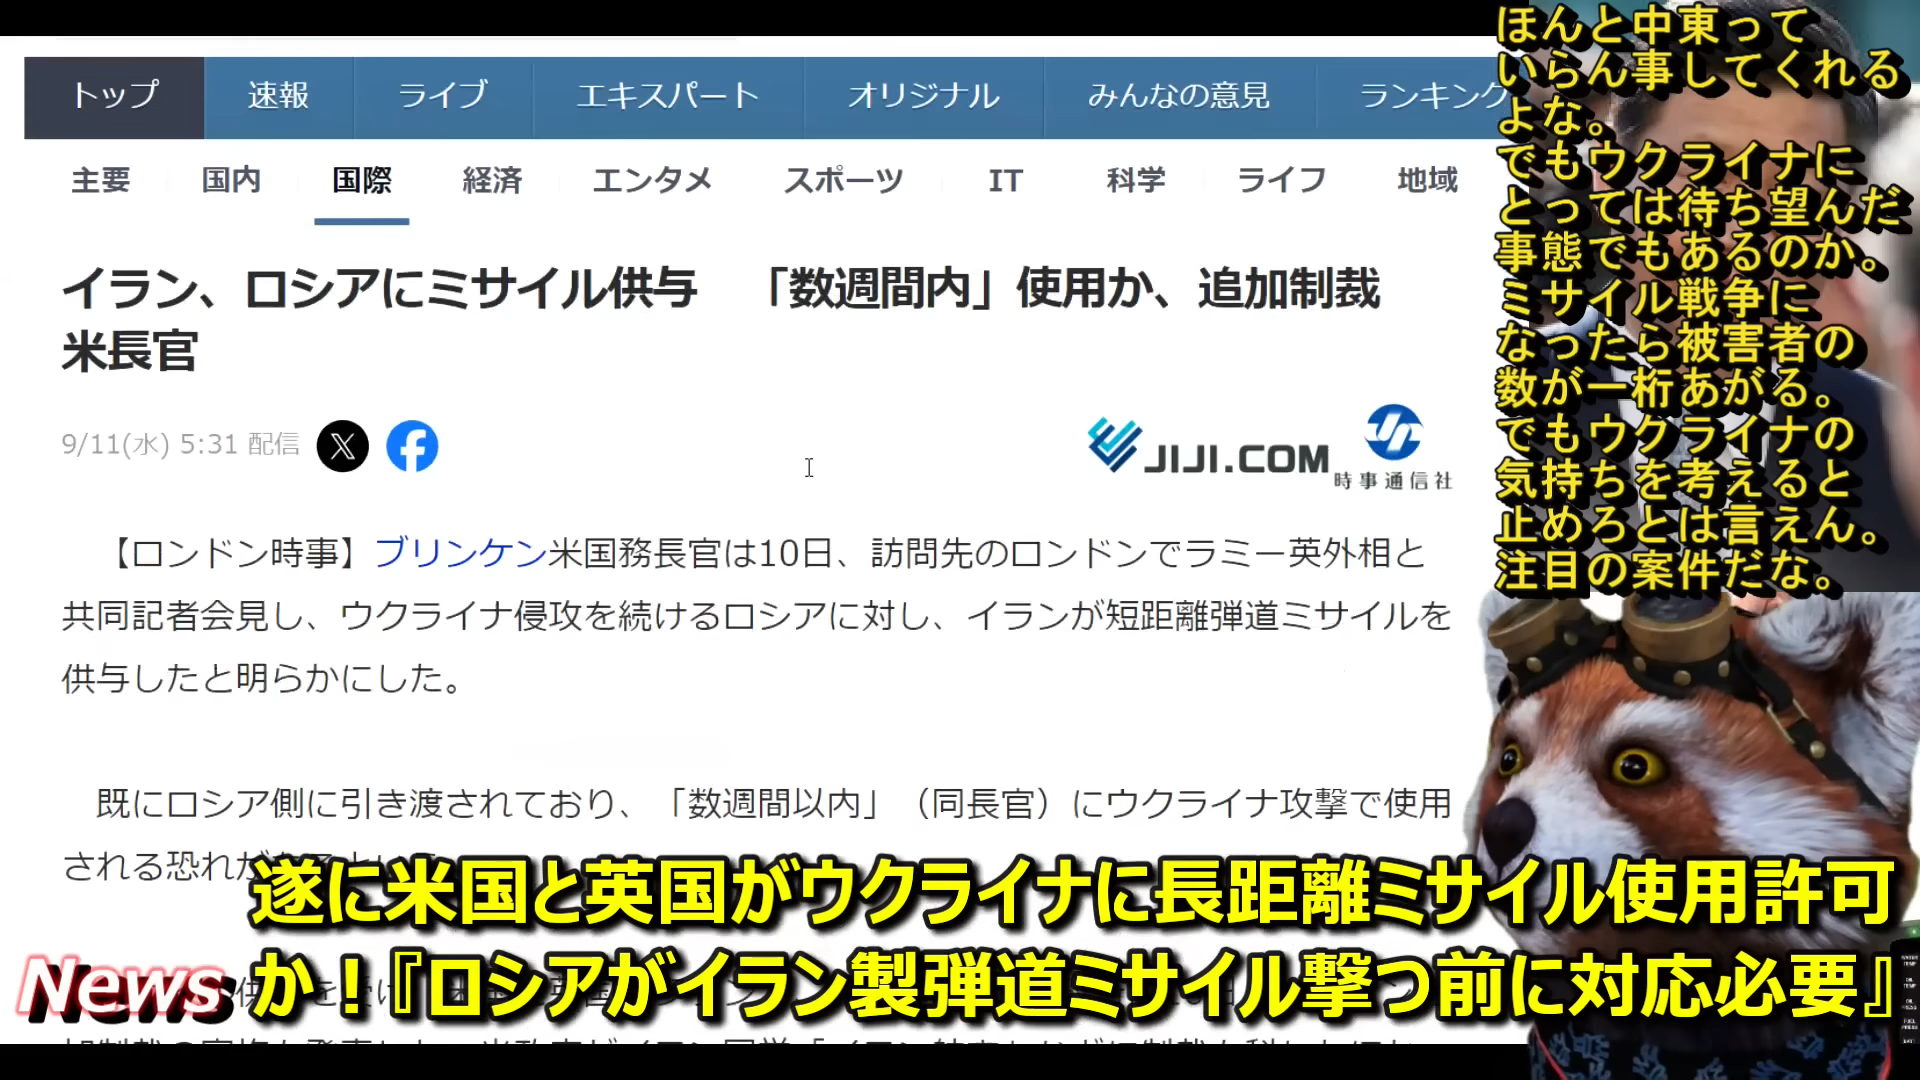 トップ 速報 ライブ エキスパート オリジナル みんなの意見 ランキング
主要 国内 国際 経済 エンタメ スポーツ IT 科学 ライフ 地域
イラン、ロシアにミサイル供与 「数週間内」使用か、追加制裁
米長官
9/11(水) 5:31 配信
JIJI.COM
時事通信社
【ロンドン時事】ブリンケン米国務長官は10日、訪問先のロンドンでラミー英外相と
共同記者会見し、ウクライナ侵攻を続けるロシアに対し、イランが短距離弾道ミサイルを
供与したと明らかにした。
既にロシア側に引き渡されており、「数週間以内」（同長官）にウクライナ攻撃で使用
される恐れが
ほんと中東って
いらん事してくれる
よな。
でもウクライナに
とっては待ち望んだ
事態でもあるのか。
ミサイル戦争に
なったら被害者の
数が一桁あがる。
でもウクライナの
気持ちを考えると
止めろとは言えん。
注目の案件だな。
遂に米国と英国がウクライナに長距離ミサイル使用許可
か！『ロシアがイラン製弾道ミサイル撃つ前に対応必要』
News